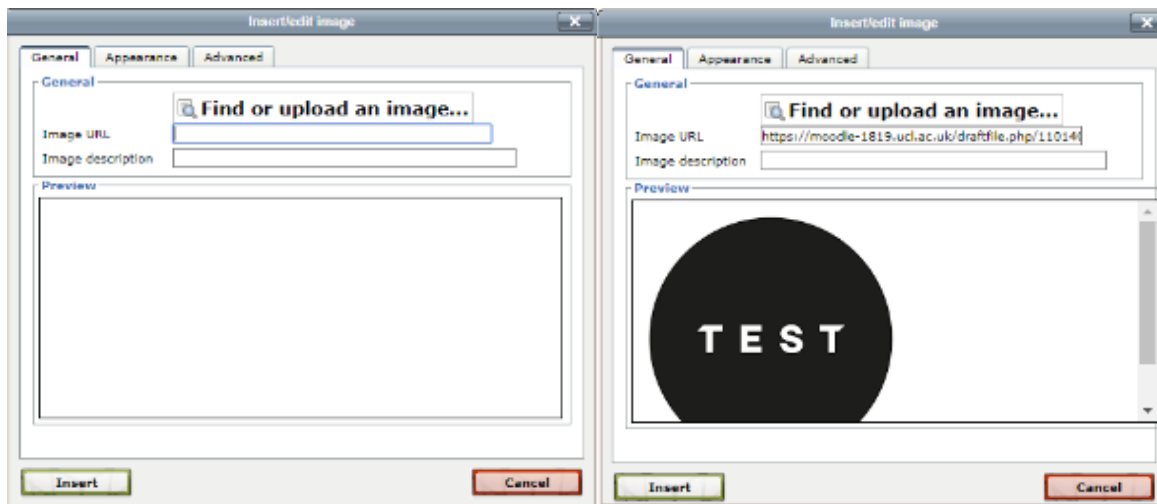 Insert/edit image
General Appearance Advanced
General
Find or upload an image...
Image URL
Image description
Preview
Insert Cancel
Insert/edit image
General Appearance Advanced
General
Find or upload an image...
Image URL https://moodle-1819.ucl.ac.uk/draftfile.php/110140
Image description
Preview
TEST
Insert Cancel